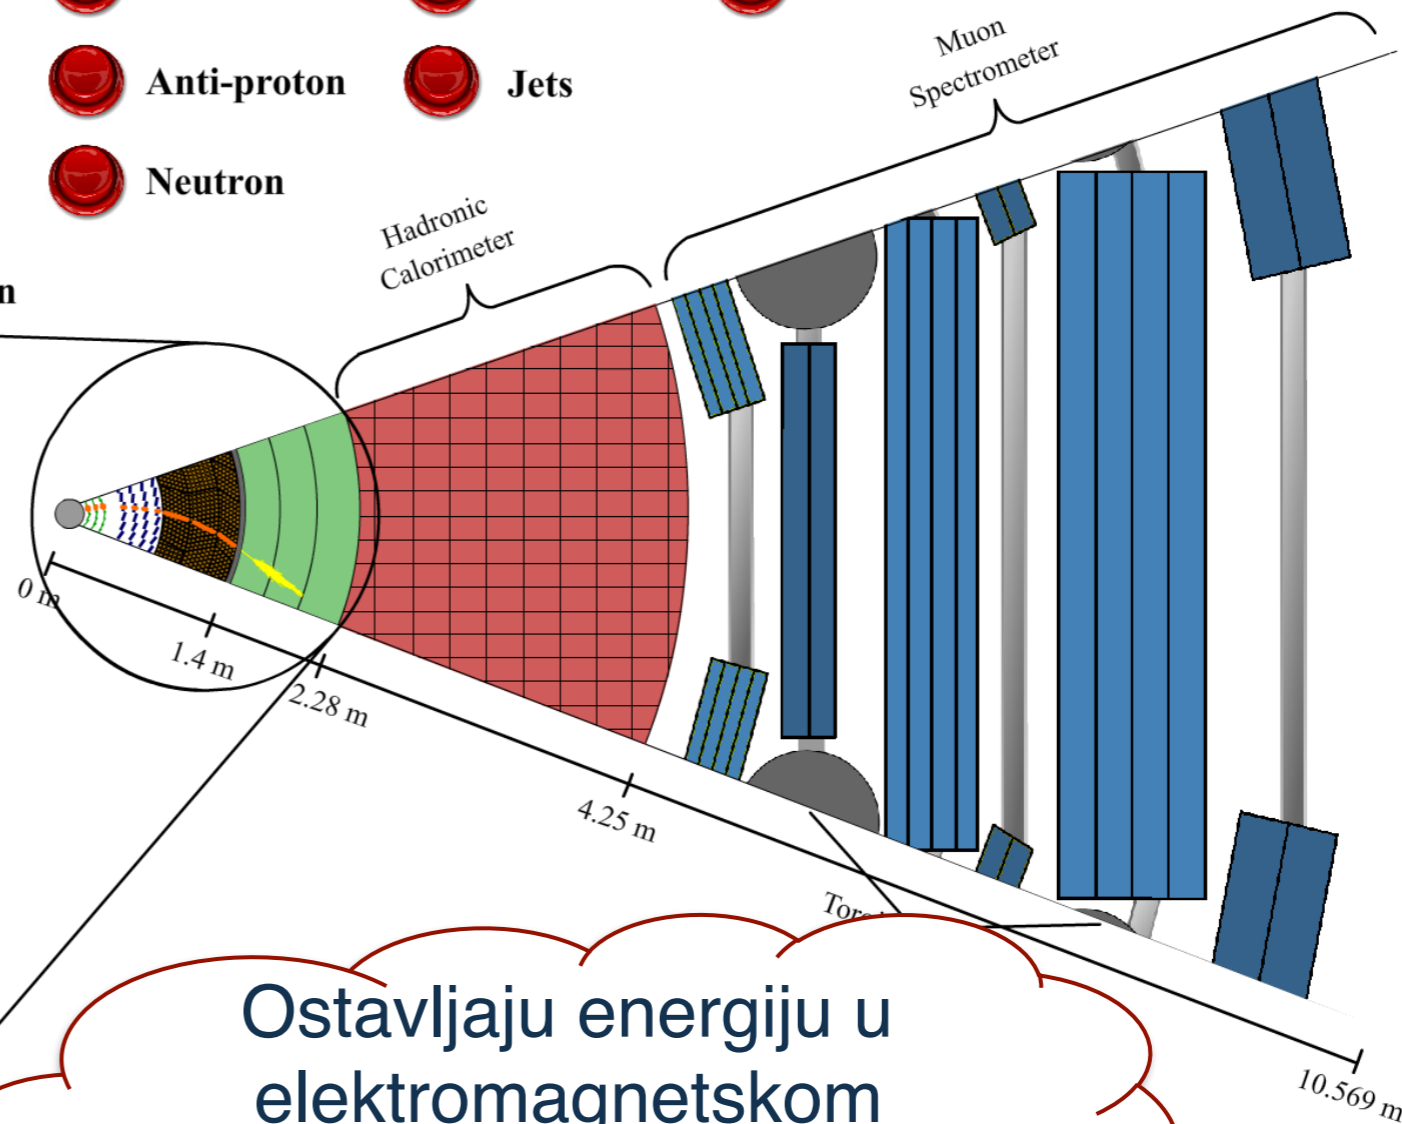 Anti-proton
Jets
Neutron
n
Muon
Spectrometer
Hadronic
Calorimeter
0 m
1.4 m
2.28 m
4.25 m
10.569 m
Ostavljaju energiju u
elektromagnetskom